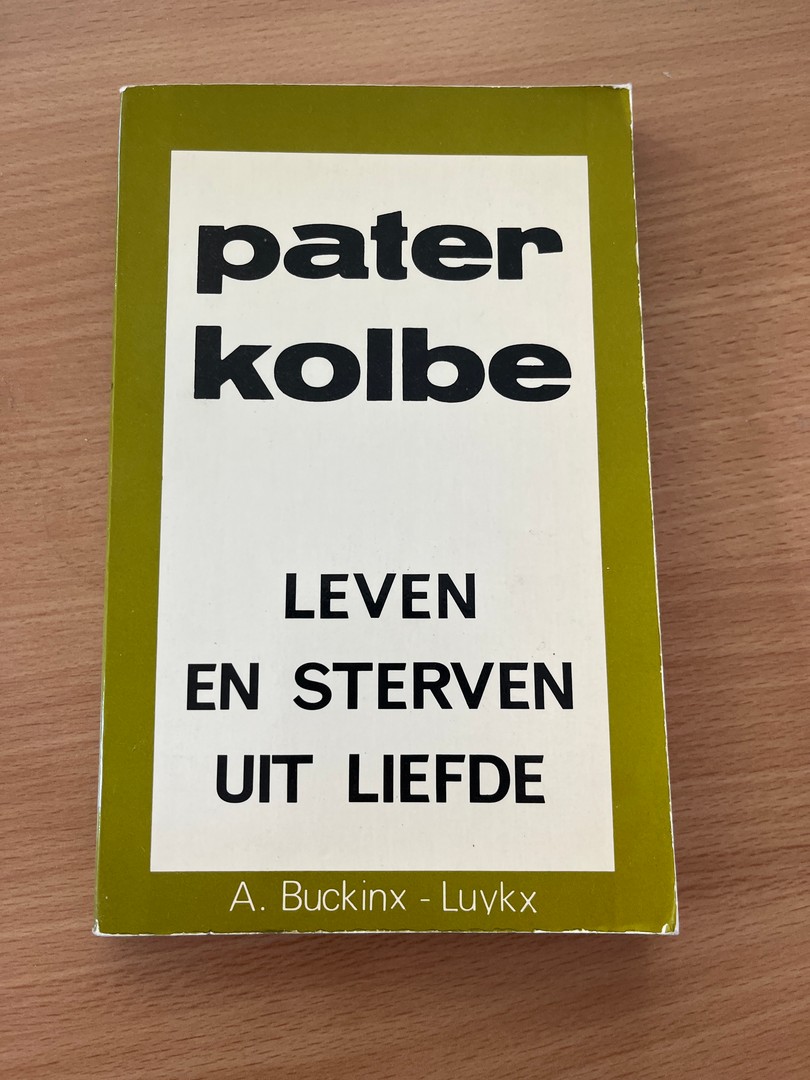 pater
kolbe
LEVEN
EN STERVEN
UIT LIEFDE
A. Buckinx - Luykx